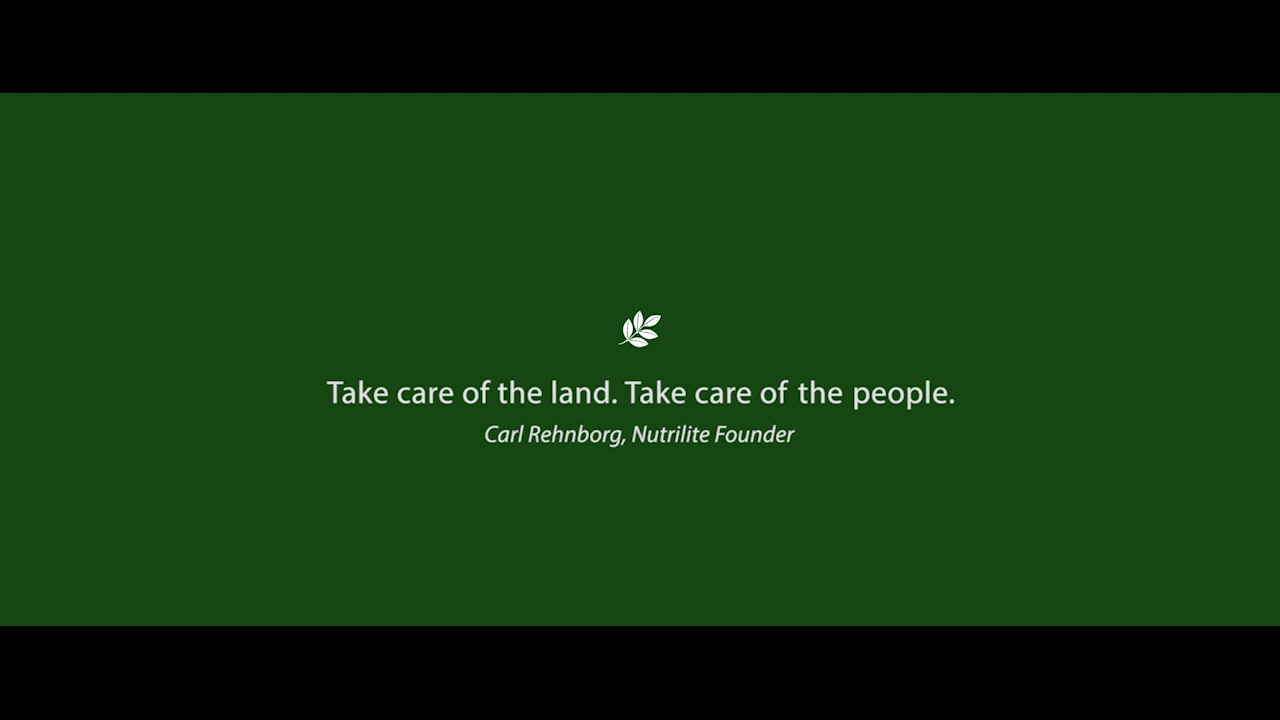 Take care of the land. Take care of the people.
Carl Rehnborg, Nutrilite Founder